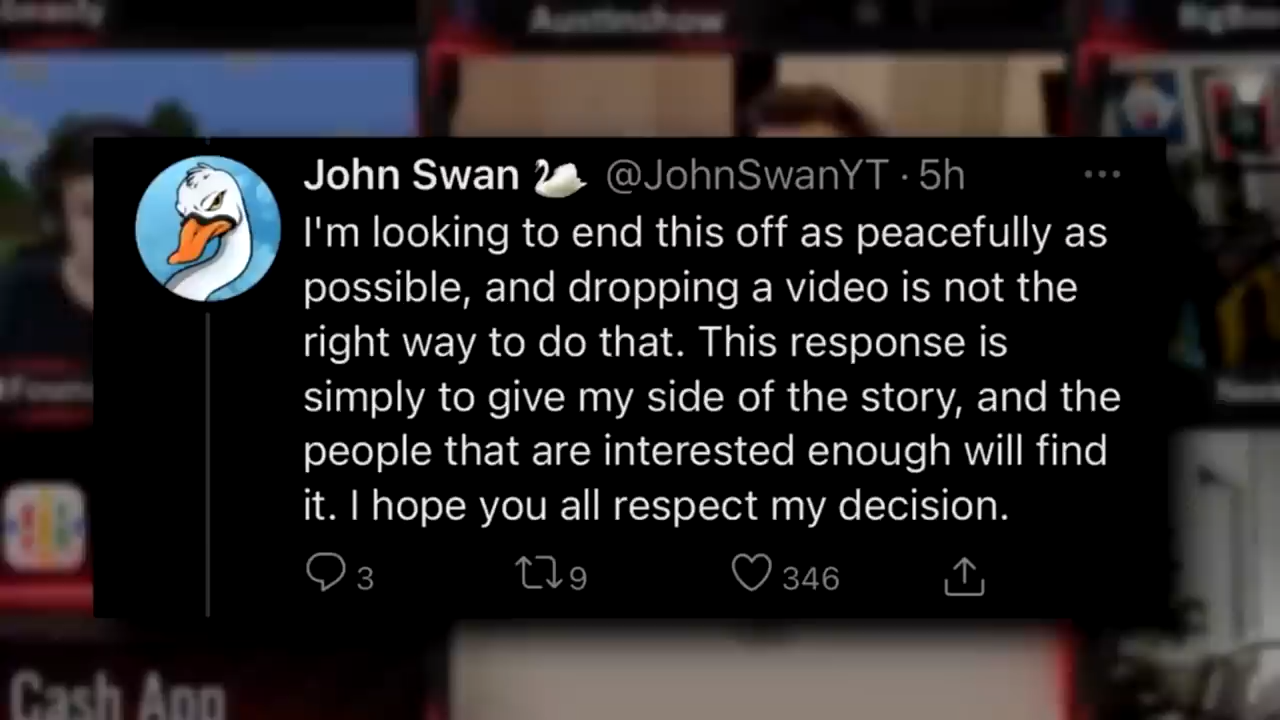 Austinshow
John Swan 🦢 @JohnSwanYT · 5h
I'm looking to end this off as peacefully as
possible, and dropping a video is not the
right way to do that. This response is
simply to give my side of the story, and the
people that are interested enough will find
it. I hope you all respect my decision.
3 9 346
Cash App